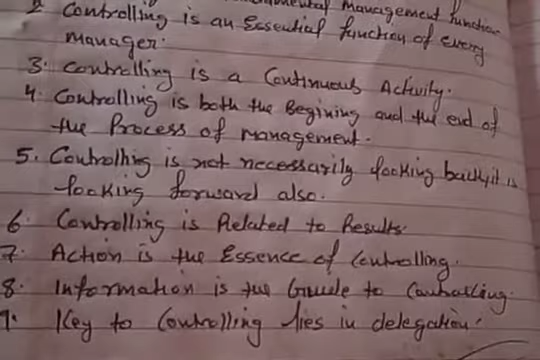 Management function
2 Controlling is an Essential function of every
Manager.
3. Controlling is a Continuous Activity.
4. Controlling is both the Begining and the end of
the Process of Management.
5. Controlling is not necessarily looking back, it is
looking forward also.
6. Controlling is Related to Results.
7. Action is the Essence of Controlling.
8. Information is the Guide to Controlling.
9. Key to Controlling lies in delegation.